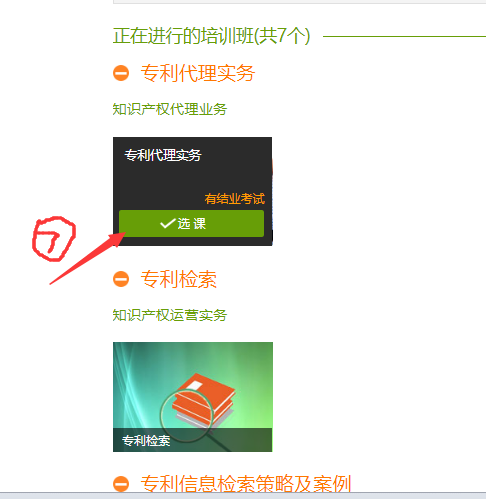 正在进行的培训班(共7个)
专利代理实务
知识产权代理业务
专利代理实务
有结业考试
选 课
7
专利检索
知识产权运营实务
专利检索
专利信息检索策略及案例